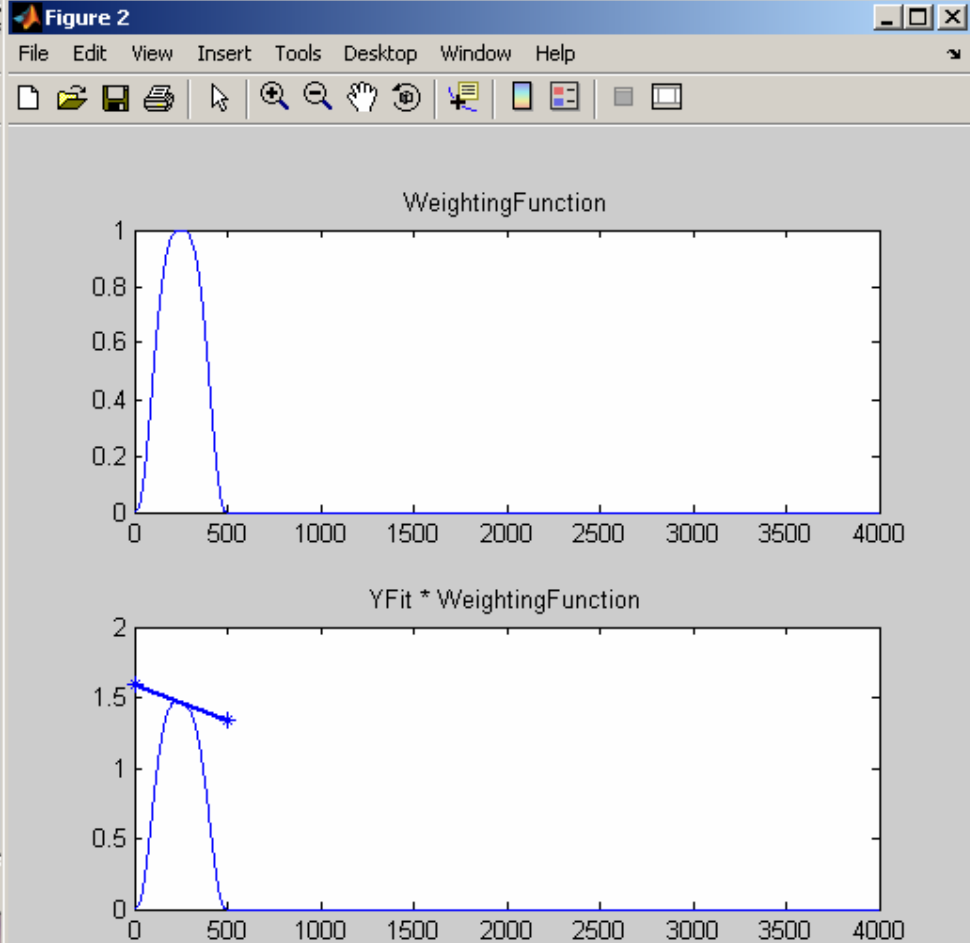 Figure 2
File Edit View Insert Tools Desktop Window Help
WeightingFunction
1
0.8
0.6
0.4
0.2
0
0 500 1000 1500 2000 2500 3000 3500 4000
YFit * WeightingFunction
2
1.5
1
0.5
0
0 500 1000 1500 2000 2500 3000 3500 4000